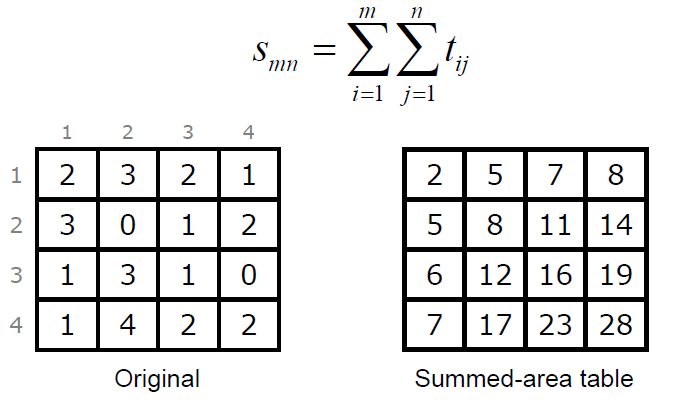 m n
s_mn = ∑ ∑ t_ij
i=1 j=1
1 2 3 4
1 2 3 2 1 2 5 7 8
2 3 0 1 2 5 8 11 14
3 1 3 1 0 6 12 16 19
4 1 4 2 2 7 17 23 28
Original Summed-area table